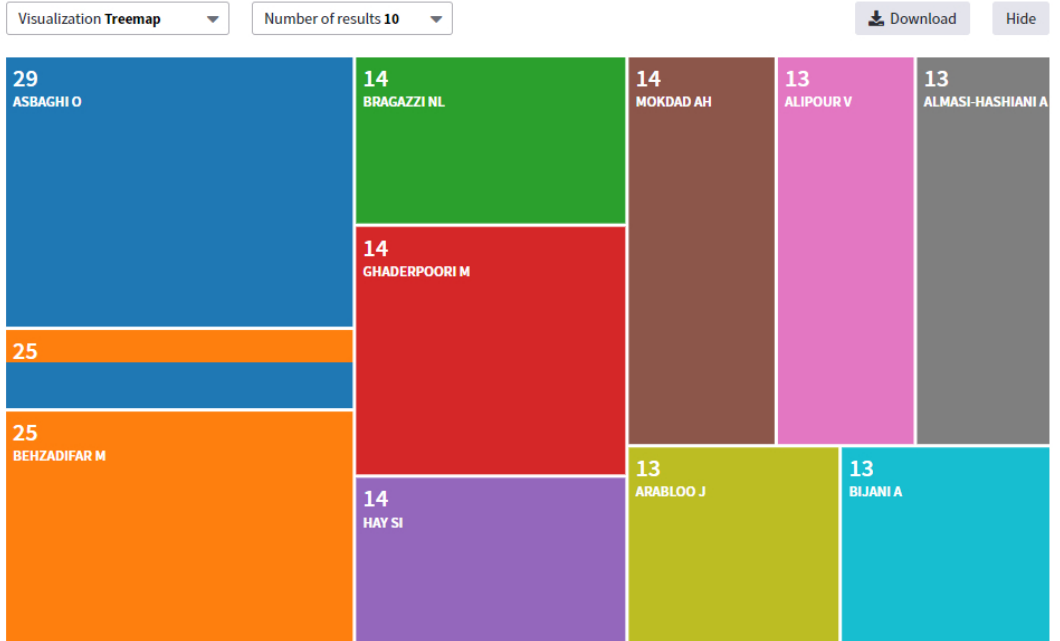 Visualization Treemap
Number of results 10
Download
Hide
29
ASBAGHI O
14
BRAGAZZI NL
14
MOKDAD AH
13
ALIPOUR V
13
ALMASI-HASHIANI A
14
GHADERPOORI M
25
25
BEHZADIFAR M
14
HAY SI
13
ARABLOO J
13
BIJANI A